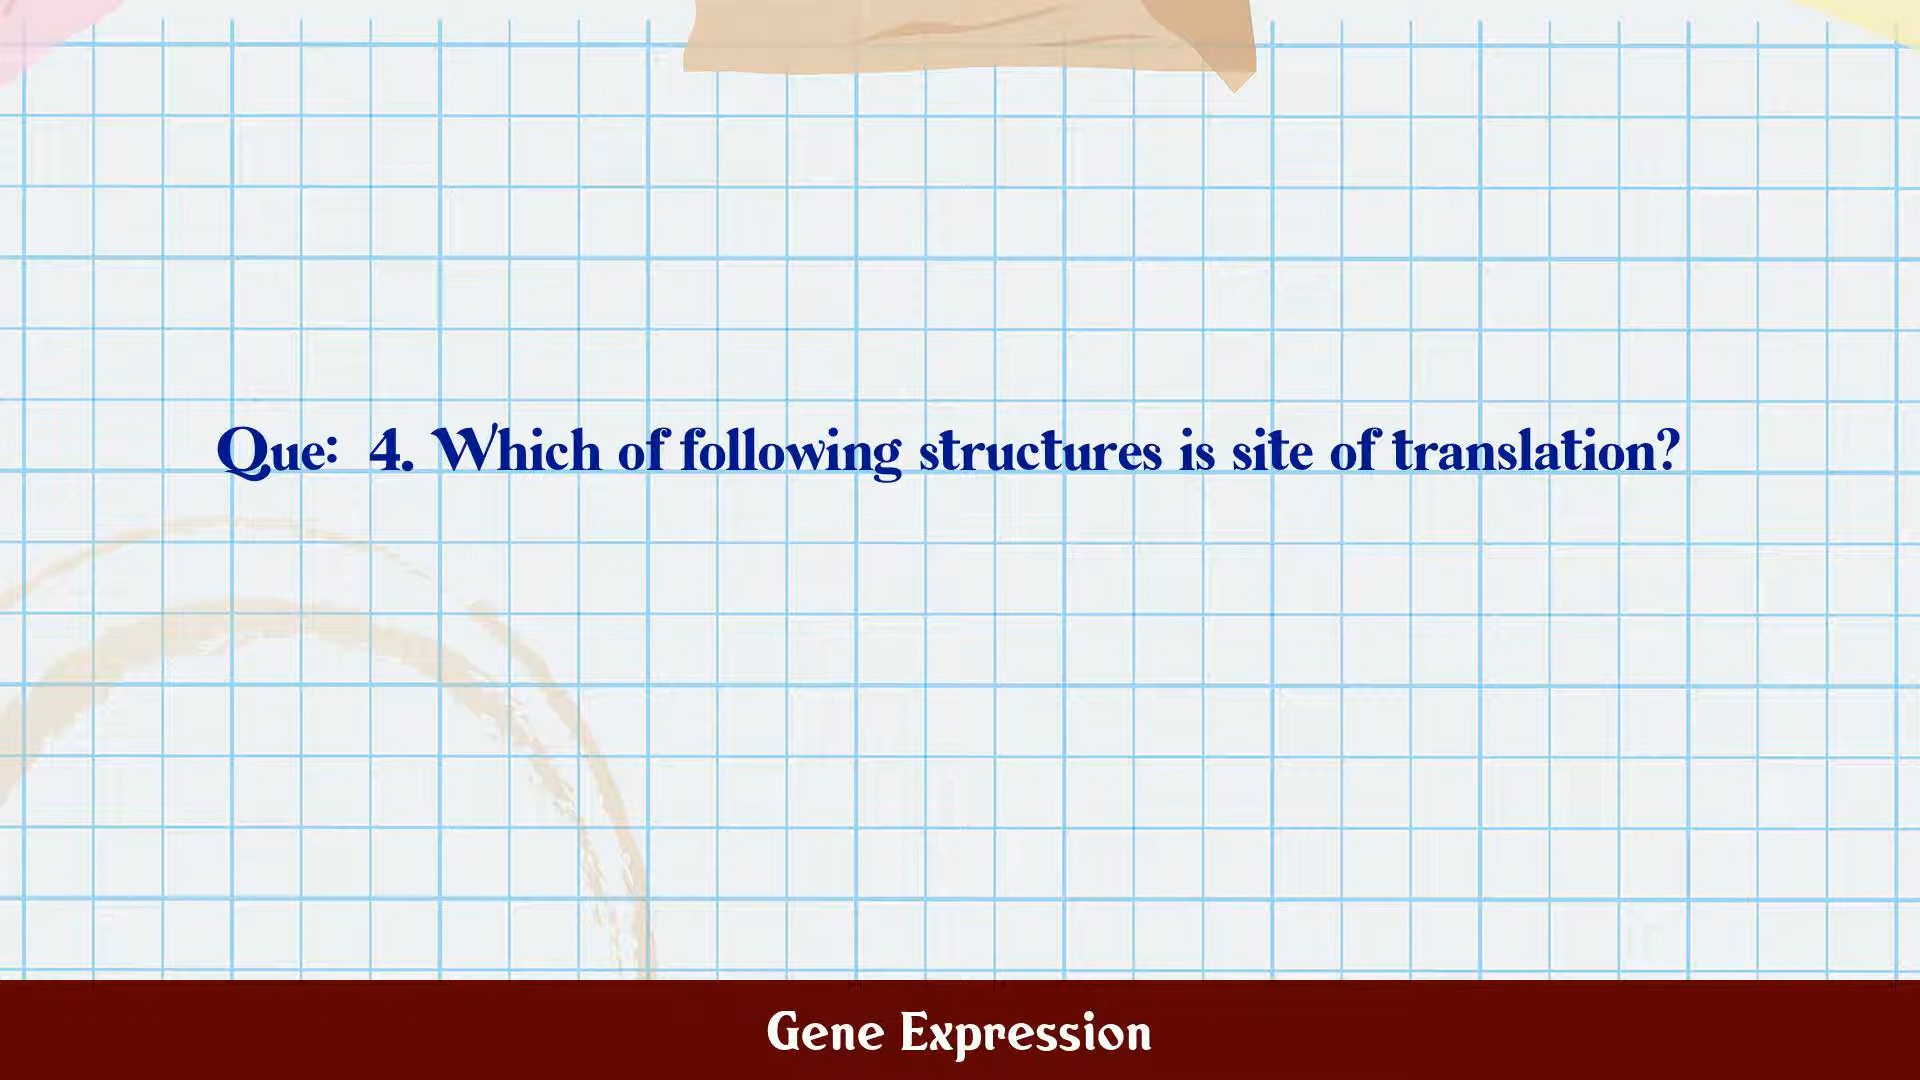 Que:  4. Which of following structures is site of translation?
Gene Expression